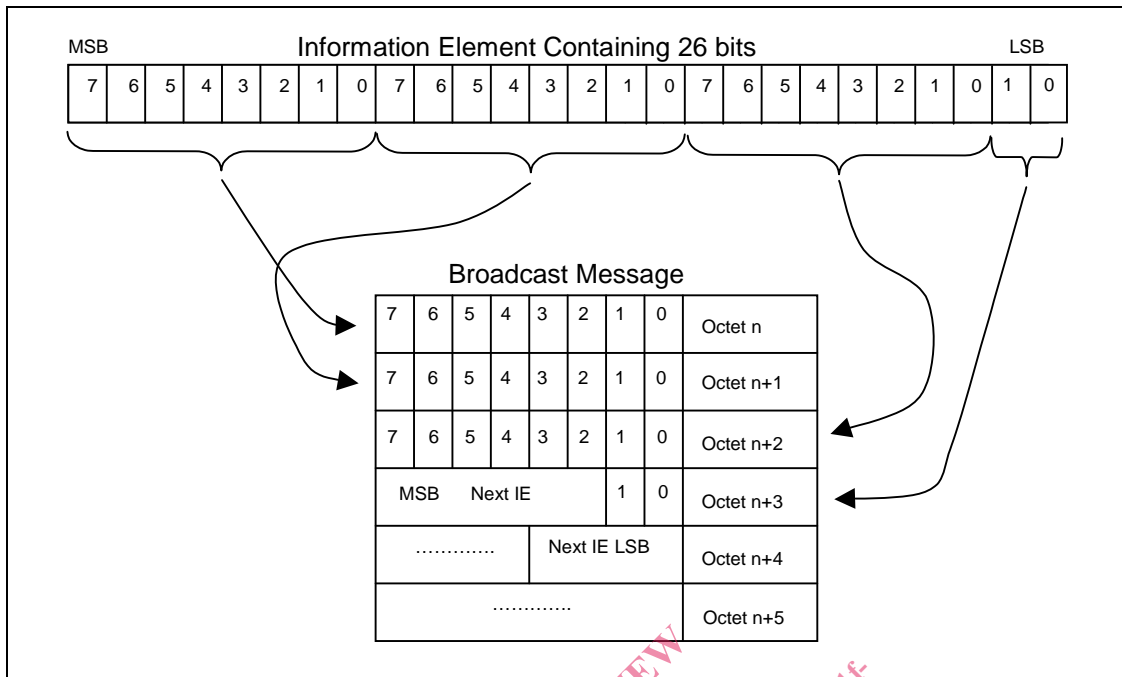 MSB Information Element Containing 26 bits LSB
7 6 5 4 3 2 1 0 7 6 5 4 3 2 1 0 7 6 5 4 3 2 1 0 1 0
Broadcast Message
7 6 5 4 3 2 1 0 Octet n
7 6 5 4 3 2 1 0 Octet n+1
7 6 5 4 3 2 1 0 Octet n+2
MSB Next IE 1 0 Octet n+3
…………. Next IE LSB Octet n+4
…………. Octet n+5